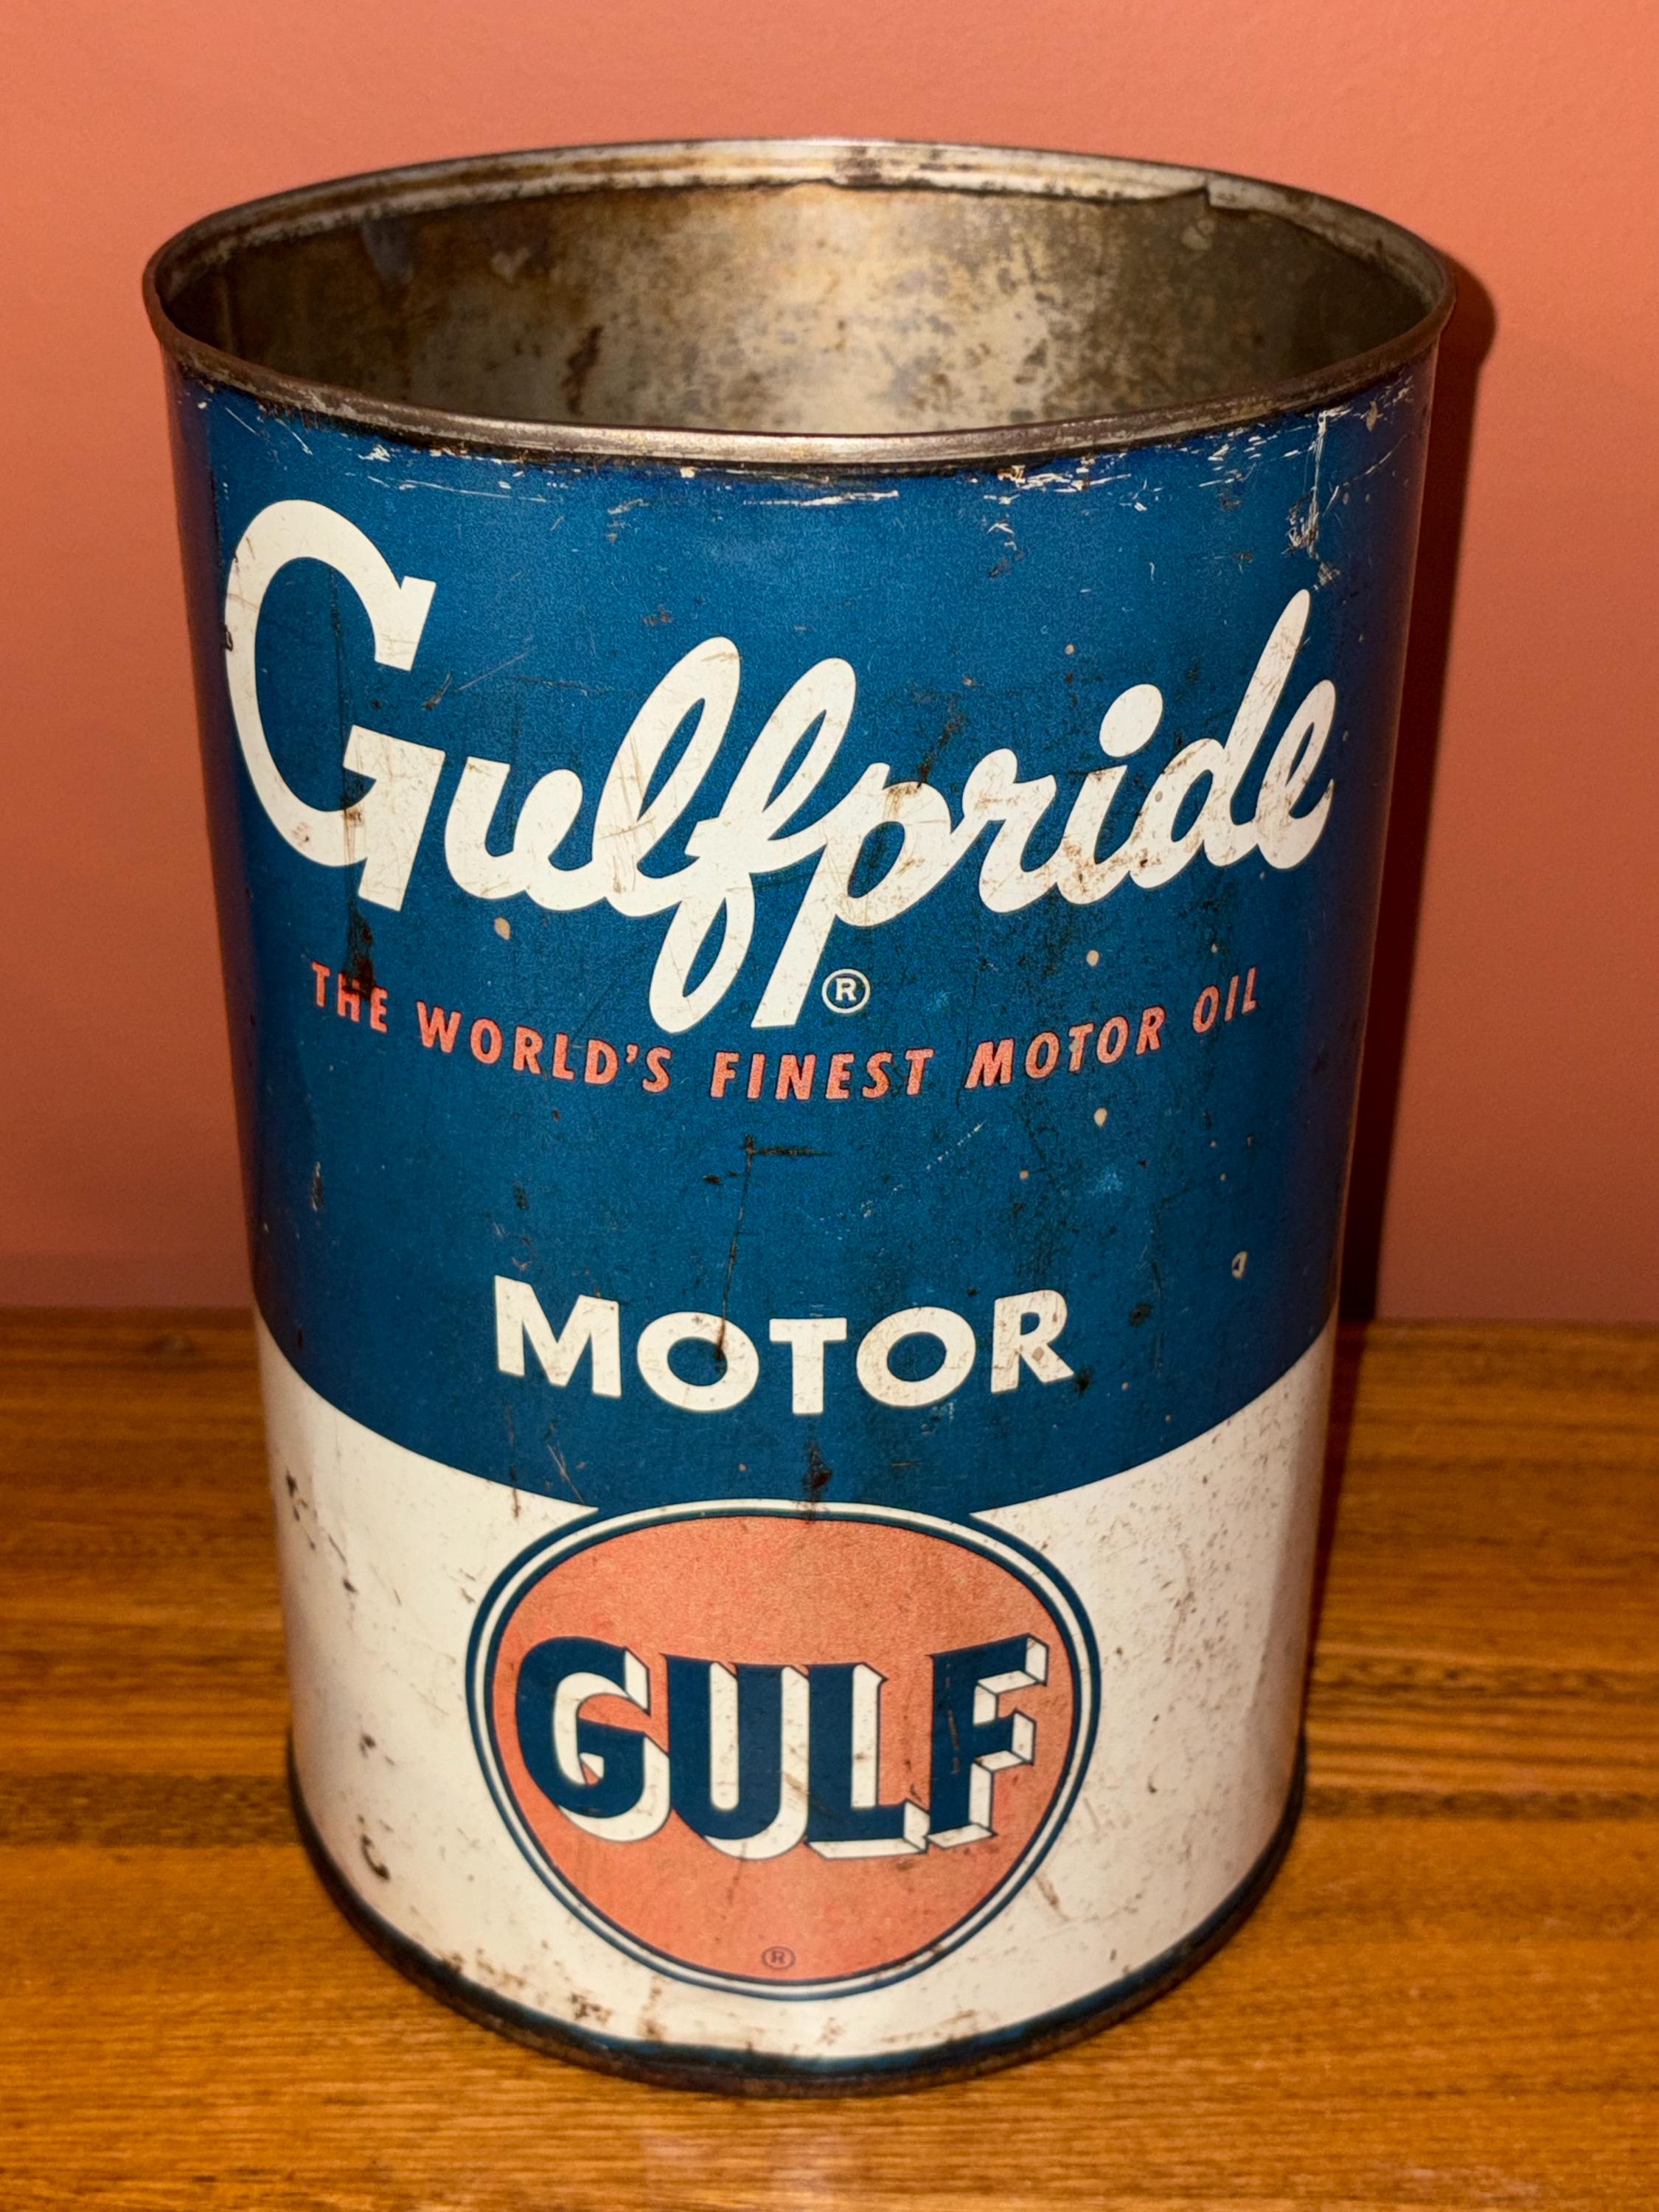 Gulfpride
®
THE WORLD'S FINEST MOTOR OIL
MOTOR
GULF
®